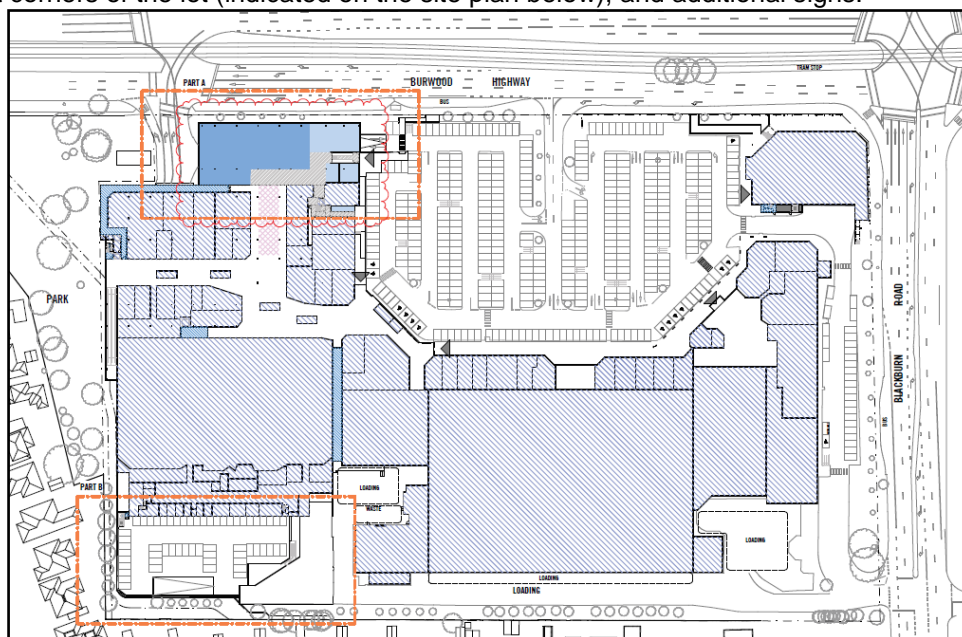 corners of the lot (indicated on the site plan below), and additional signs.
TRAM STOP
PART A
BURWOOD HIGHWAY
BUS
PARK
ROAD
BLACKBURN
BUS
PART B
LOADING
WASTE
LOADING
LOADING
LOADING